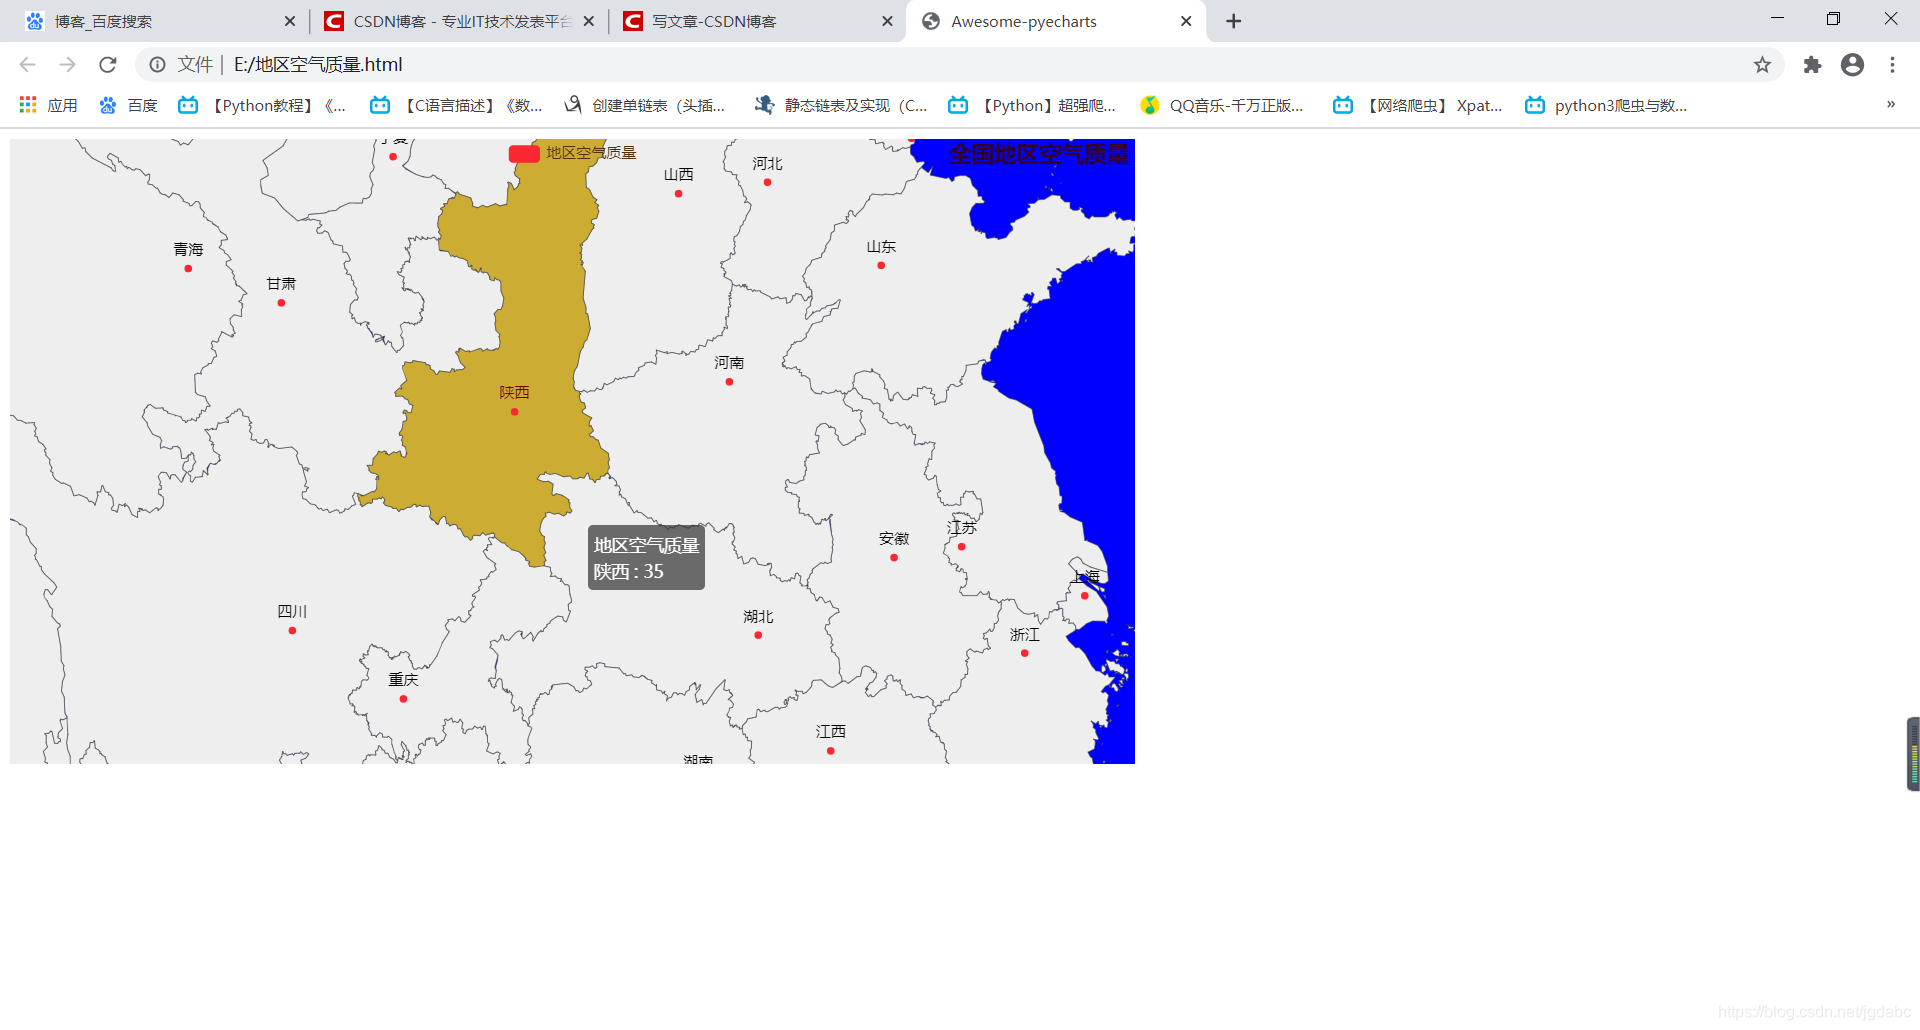 博客_百度搜索
CSDN博客 - 专业IT技术发表平台
写文章-CSDN博客
Awesome-pyecharts
文件 | E:/地区空气质量.html
应用
百度
【Python教程】《...
【C语言描述】《数...
创建单链表（头插...
静态链表及实现（C...
【Python】超强爬...
QQ音乐-千万正版...
【网络爬虫】Xpat...
python3爬虫与数...
»
宁夏
地区空气质量
全国地区空气质量
山西
河北
青海
山东
甘肃
河南
陕西
江苏
安徽
地区空气质量
陕西 : 35
上海
四川
湖北
浙江
重庆
江西
湖南
https://blog.csdn.net/jgdabc